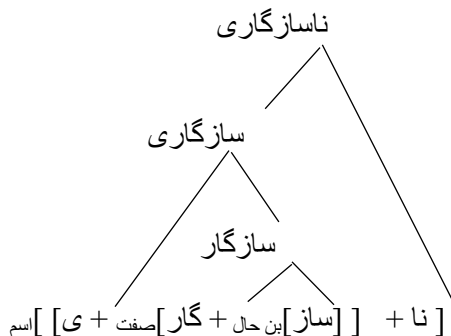 ناسازگاری
سازگاری
سازگار
[ نا + [ [ساز]بن حال + گار]صفت + ی] ]اسم